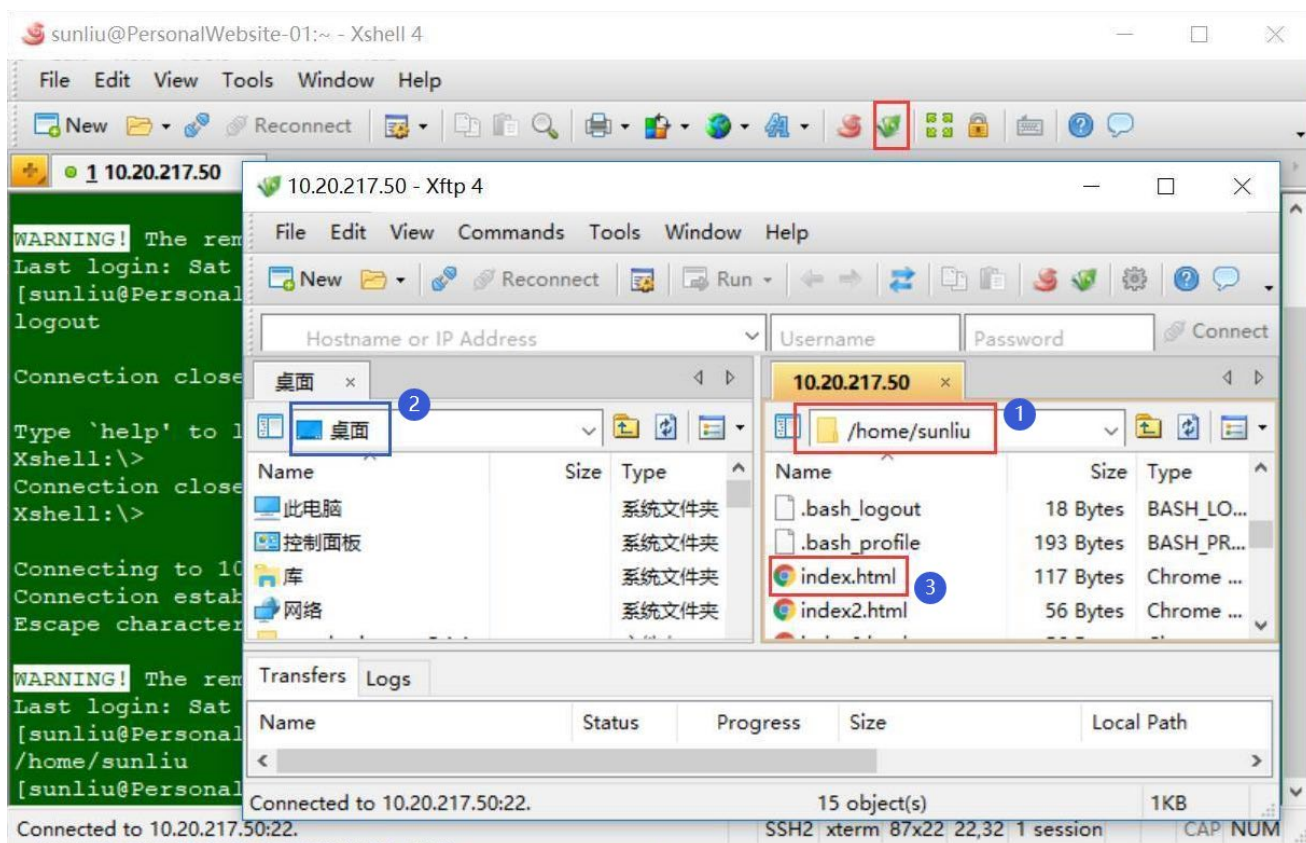 sunliu@PersonalWebsite-01:~ - Xshell 4
File Edit View Tools Window Help
New Reconnect
1 10.20.217.50
WARNING! The rem
Last login: Sat
[sunliu@Personal
logout
Connection close
Type `help' to l
Xshell:\>
Connection close
Xshell:\>
Connecting to 10
Connection estab
Escape character
WARNING! The rem
Last login: Sat
[sunliu@Personal
/home/sunliu
[sunliu@Personal
10.20.217.50 - Xftp 4
File Edit View Commands Tools Window Help
New Reconnect Run
Hostname or IP Address Username Password Connect
桌面
2
桌面
Name Size Type
此电脑 系统文件夹
控制面板 系统文件夹
库 系统文件夹
网络 系统文件夹
10.20.217.50
1
/home/sunliu
Name Size Type
.bash_logout 18 Bytes BASH_LO...
.bash_profile 193 Bytes BASH_PR...
index.html 117 Bytes Chrome ...
3
index2.html 56 Bytes Chrome ...
Transfers Logs
Name Status Progress Size Local Path
Connected to 10.20.217.50:22. 15 object(s) 1KB
Connected to 10.20.217.50:22. SSH2 xterm 87x22 22,32 1 session CAP NUM